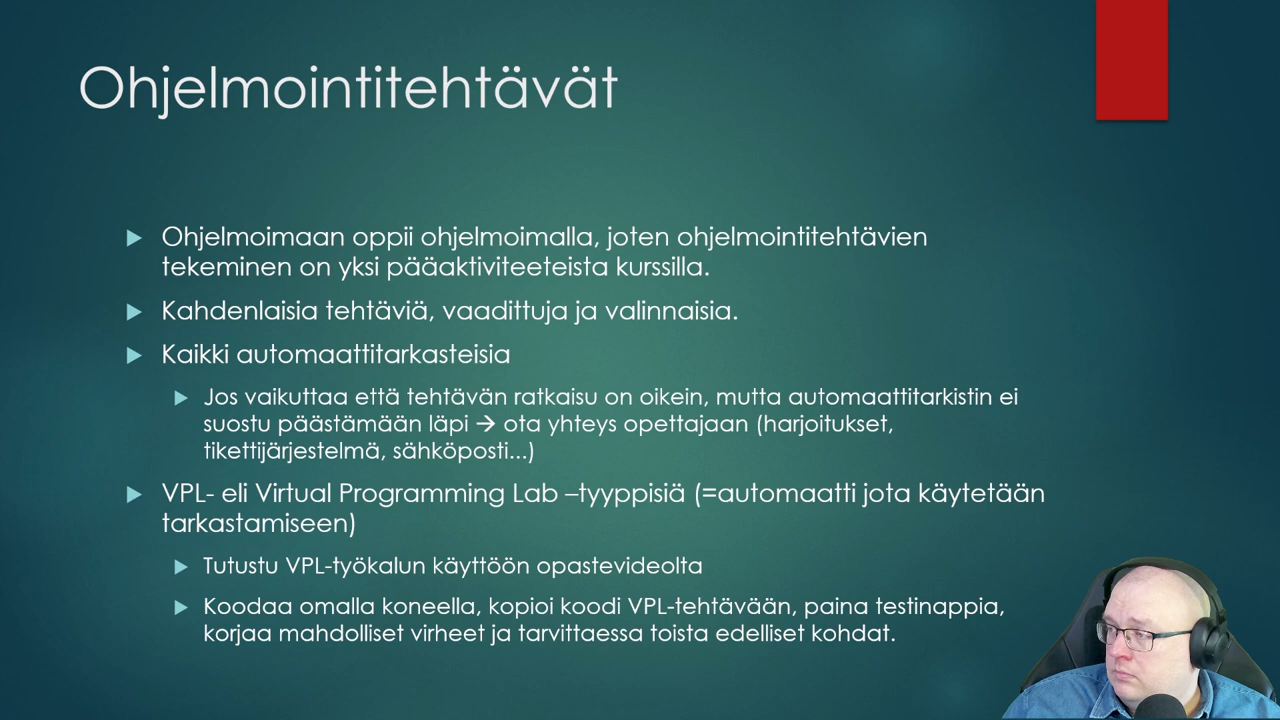 Ohjelmointitehtävät
Ohjelmoimaan oppii ohjelmoimalla, joten ohjelmointitehtävien
tekeminen on yksi pääaktiviteeteista kurssilla.
Kahdenlaisia tehtäviä, vaadittuja ja valinnaisia.
Kaikki automaattitarkasteisia
Jos vaikuttaa että tehtävän ratkaisu on oikein, mutta automaattitarkistin ei
suostu päästämään läpi → ota yhteys opettajaan (harjoitukset,
tikettijärjestelmä, sähköposti...)
VPL- eli Virtual Programming Lab –tyyppisiä (=automaatti jota käytetään
tarkastamiseen)
Tutustu VPL-työkalun käyttöön opastevideolta
Koodaa omalla koneella, kopioi koodi VPL-tehtävään, paina testinappia,
korjaa mahdolliset virheet ja tarvittaessa toista edelliset kohdat.